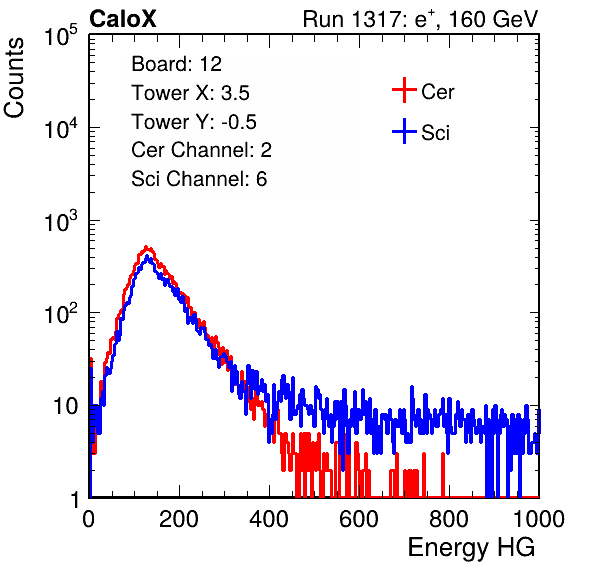 CaloX Run 1317: e⁺, 160 GeV
Counts
10⁵
10⁴
10³
10²
10
1
Board: 12
Tower X: 3.5
Tower Y: -0.5
Cer Channel: 2
Sci Channel: 6
Cer
Sci
0 200 400 600 800 1000
Energy HG